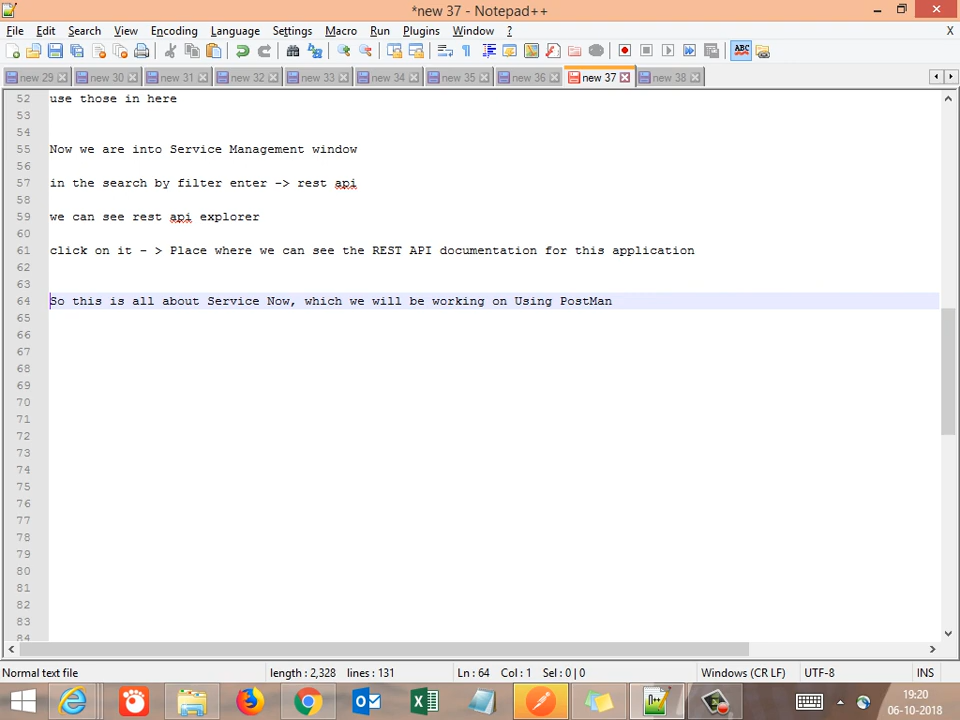 *new 37 - Notepad++
File Edit Search View Encoding Language Settings Macro Run Plugins Window ? X
ABC
new 29 new 30 new 31 new 32 new 33 new 34 new 35 new 36 new 37 new 38
52 use those in here
53
54
55 Now we are into Service Management window
56
57 in the search by filter enter -> rest api
58
59 we can see rest api explorer
60
61 click on it - > Place where we can see the REST API documentation for this application
62
63
64 So this is all about Service Now, which we will be working on Using PostMan
65
66
67
68
69
70
71
72
73
74
75
76
77
78
79
80
81
82
83
84
Normal text file length : 2,328 lines : 131 Ln : 64 Col : 1 Sel : 0 | 0 Windows (CR LF) UTF-8 INS
19:20
06-10-2018